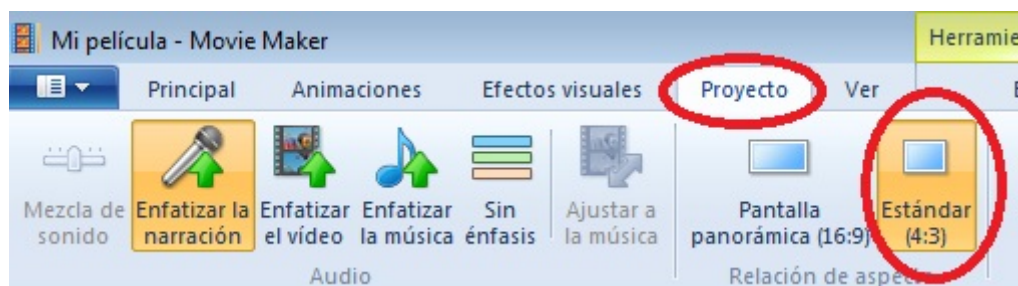 Mi película - Movie Maker
Herramie
Principal Animaciones Efectos visuales Proyecto Ver
Mezcla de sonido
Enfatizar la narración
Enfatizar el vídeo
Enfatizar la música
Sin énfasis
Ajustar a la música
Pantalla panorámica (16:9)
Estándar (4:3)
Audio
Relación de aspecto